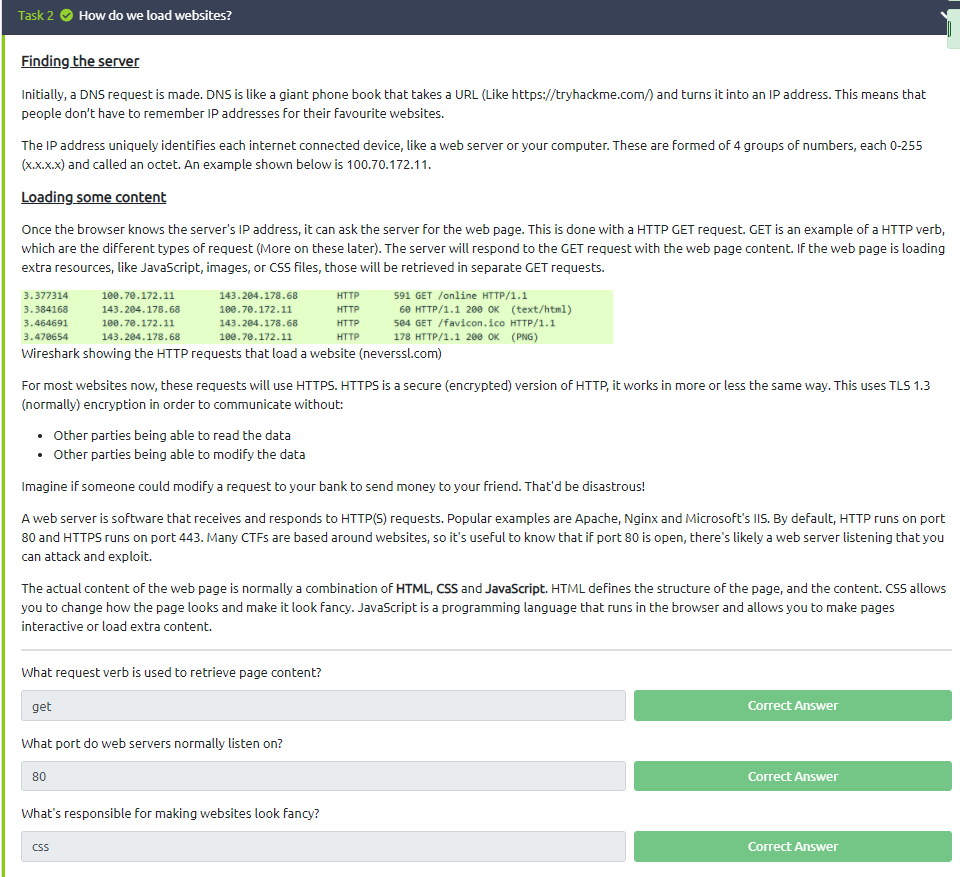 Task 2 How do we load websites?
Finding the server
Initially, a DNS request is made. DNS is like a giant phone book that takes a URL (Like https://tryhackme.com/) and turns it into an IP address. This means that
people don’t have to remember IP addresses for their favourite websites.
The IP address uniquely identifies each internet connected device, like a web server or your computer. These are formed of 4 groups of numbers, each 0-255
(x.x.x.x) and called an octet. An example shown below is 100.70.172.11.
Loading some content
Once the browser knows the server's IP address, it can ask the server for the web page. This is done with a HTTP GET request. GET is an example of a HTTP verb,
which are the different types of request (More on these later). The server will respond to the GET request with the web page content. If the web page is loading
extra resources, like JavaScript, images, or CSS files, those will be retrieved in separate GET requests.
3.377314 100.70.172.11 143.204.178.68 HTTP 591 GET /online HTTP/1.1
3.384168 143.204.178.68 100.70.172.11 HTTP 60 HTTP/1.1 200 OK (text/html)
3.464691 100.70.172.11 143.204.178.68 HTTP 504 GET /favicon.ico HTTP/1.1
3.470654 143.204.178.68 100.70.172.11 HTTP 178 HTTP/1.1 200 OK (PNG)
Wireshark showing the HTTP requests that load a website (neverssl.com)
For most websites now, these requests will use HTTPS. HTTPS is a secure (encrypted) version of HTTP, it works in more or less the same way. This uses TLS 1.3
(normally) encryption in order to communicate without:
• Other parties being able to read the data
• Other parties being able to modify the data
Imagine if someone could modify a request to your bank to send money to your friend. That'd be disastrous!
A web server is software that receives and responds to HTTP(S) requests. Popular examples are Apache, Nginx and Microsoft's IIS. By default, HTTP runs on port
80 and HTTPS runs on port 443. Many CTFs are based around websites, so it's useful to know that if port 80 is open, there's likely a web server listening that you
can attack and exploit.
The actual content of the web page is normally a combination of HTML, CSS and JavaScript. HTML defines the structure of the page, and the content. CSS allows
you to change how the page looks and make it look fancy. JavaScript is a programming language that runs in the browser and allows you to make pages
interactive or load extra content.
What request verb is used to retrieve page content?
get Correct Answer
What port do web servers normally listen on?
80 Correct Answer
What's responsible for making websites look fancy?
css Correct Answer